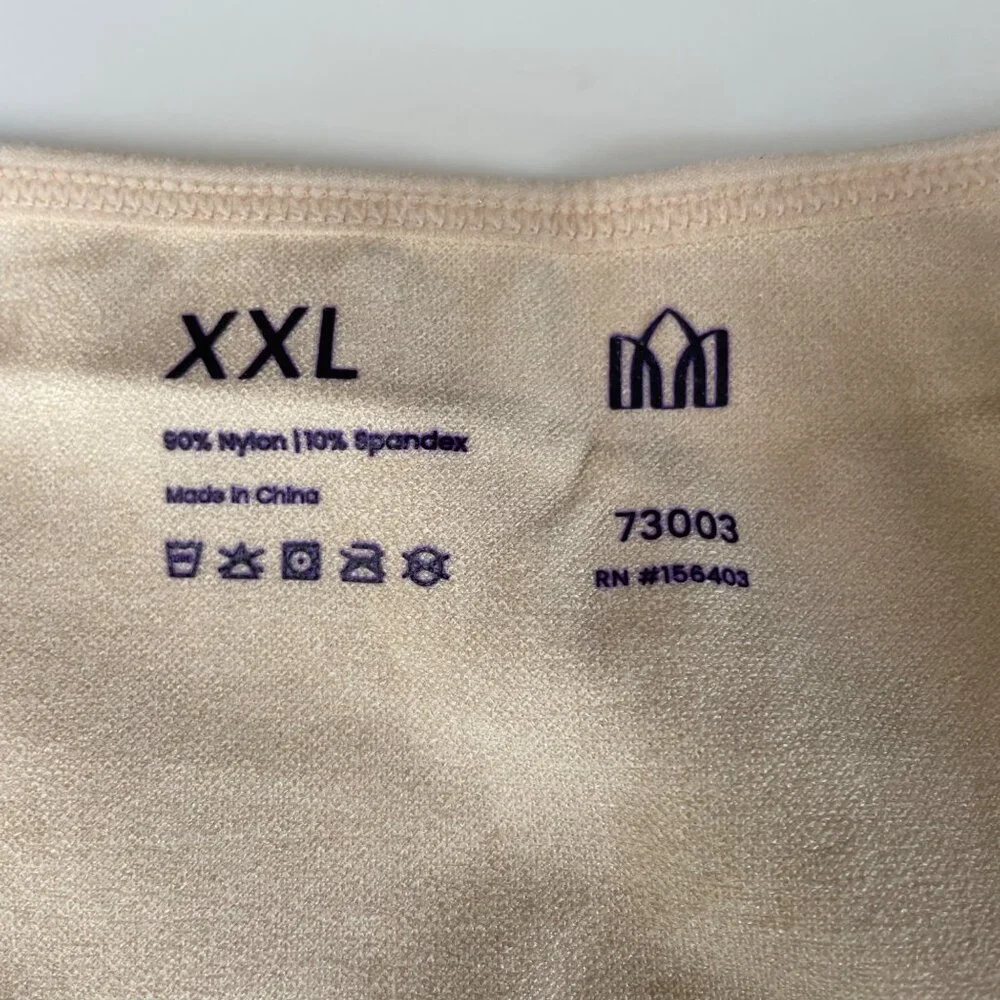 XXL
90% Nylon | 10% Spandex
Made In China
73003
RN #156403